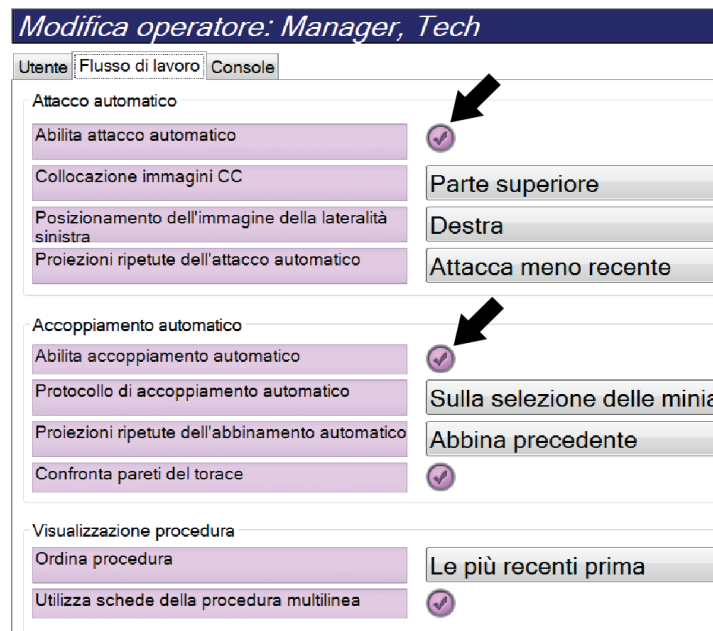 Modifica operatore: Manager, Tech
Utente Flusso di lavoro Console
Attacco automatico
Abilita attacco automatico
Collocazione immagini CC
Parte superiore
Posizionamento dell'immagine della lateralità
sinistra
Destra
Proiezioni ripetute dell'attacco automatico
Attacca meno recente
Accoppiamento automatico
Abilita accoppiamento automatico
Protocollo di accoppiamento automatico
Sulla selezione delle minia
Proiezioni ripetute dell'abbinamento automatico
Abbina precedente
Confronta pareti del torace
Visualizzazione procedura
Ordina procedura
Le più recenti prima
Utilizza schede della procedura multilinea